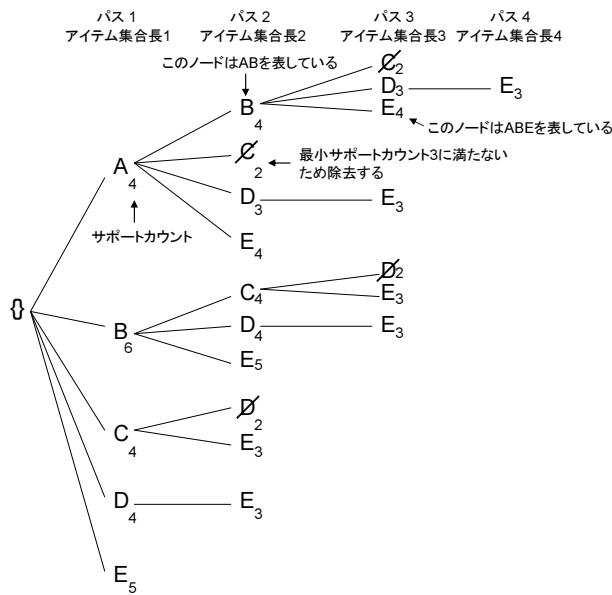 パス 1 パス 2 パス 3 パス 4
アイテム集合長1 アイテム集合長2 アイテム集合長3 アイテム集合長4
このノードはABを表している
C2
D3 E3
B4
E4
このノードはABEを表している
C2
最小サポートカウント3に満たない
ため除去する
A4
D3 E3
サポートカウント
E4
{}
D2
C4
E3
B6
D4 E3
E5
D2
C4
E3
D4 E3
E5